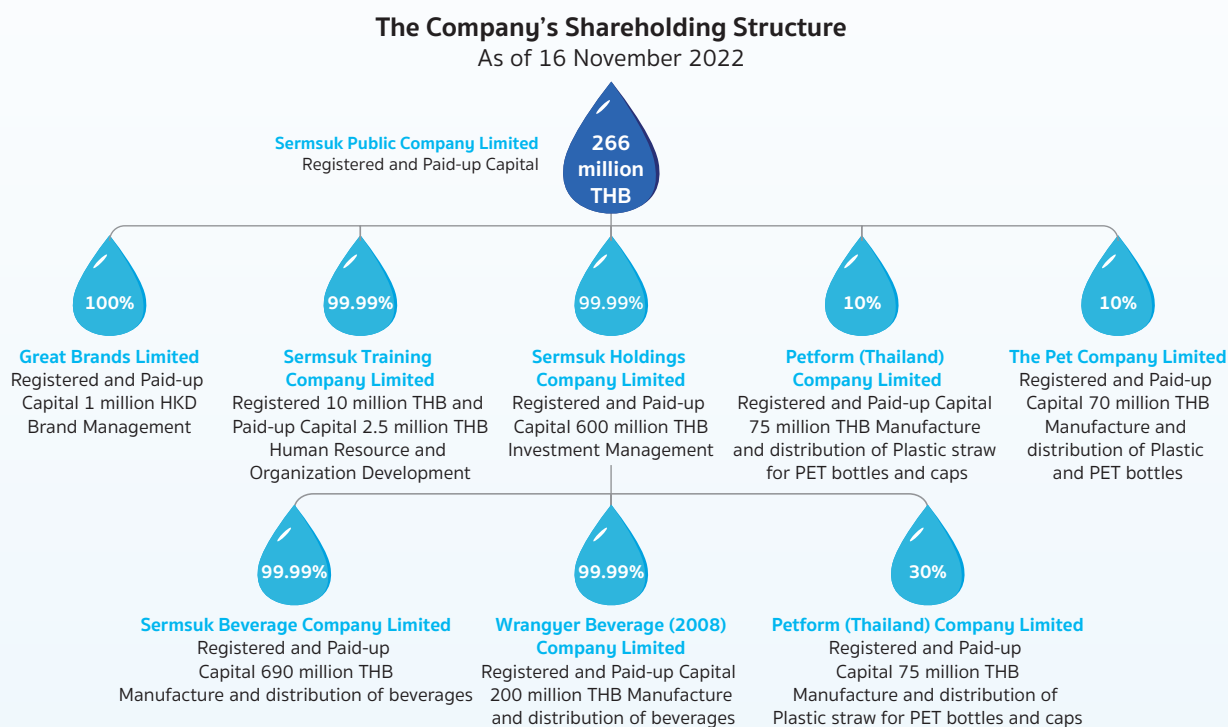 The Company's Shareholding Structure
As of 16 November 2022
Sermsuk Public Company Limited
Registered and Paid-up Capital
266
million
THB
100%
Great Brands Limited
Registered and Paid-up
Capital 1 million HKD
Brand Management
99.99%
Sermsuk Training
Company Limited
Registered 10 million THB and
Paid-up Capital 2.5 million THB
Human Resource and
Organization Development
99.99%
Sermsuk Holdings
Company Limited
Registered and Paid-up
Capital 600 million THB
Investment Management
10%
Petform (Thailand)
Company Limited
Registered and Paid-up Capital
75 million THB Manufacture
and distribution of Plastic straw
for PET bottles and caps
10%
The Pet Company Limited
Registered and Paid-up
Capital 70 million THB
Manufacture and
distribution of Plastic
and PET bottles
99.99%
Sermsuk Beverage Company Limited
Registered and Paid-up
Capital 690 million THB
Manufacture and distribution of beverages
99.99%
Wrangyer Beverage (2008)
Company Limited
Registered and Paid-up Capital
200 million THB Manufacture
and distribution of beverages
30%
Petform (Thailand) Company Limited
Registered and Paid-up
Capital 75 million THB
Manufacture and distribution of
Plastic straw for PET bottles and caps